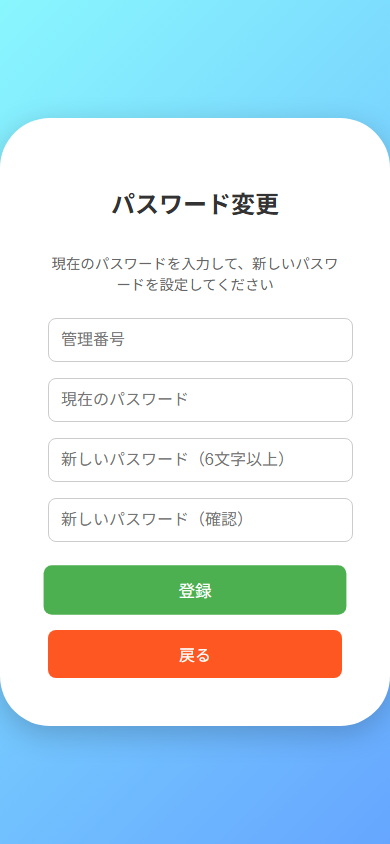 パスワード変更
現在のパスワードを入力して、新しいパスワ
ードを設定してください
管理番号
現在のパスワード
新しいパスワード（6文字以上）
新しいパスワード（確認）
登録
戻る